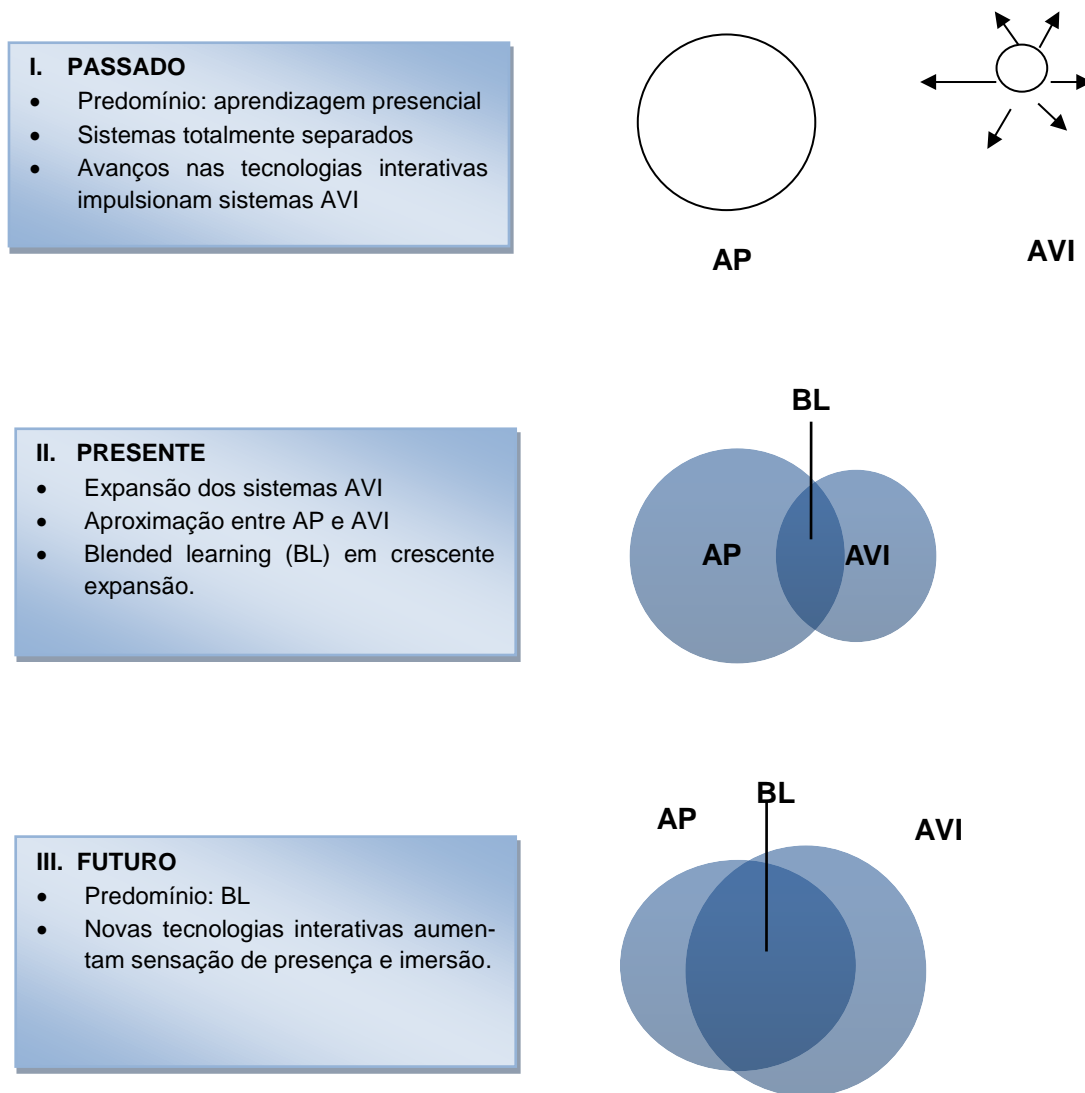 I. PASSADO
• Predomínio: aprendizagem presencial
• Sistemas totalmente separados
• Avanços nas tecnologias interativas
impulsionam sistemas AVI
AP
AVI
II. PRESENTE
• Expansão dos sistemas AVI
• Aproximação entre AP e AVI
• Blended learning (BL) em crescente
expansão.
BL
AP
AVI
III. FUTURO
• Predomínio: BL
• Novas tecnologias interativas aumen-
tam sensação de presença e imersão.
AP
BL
AVI